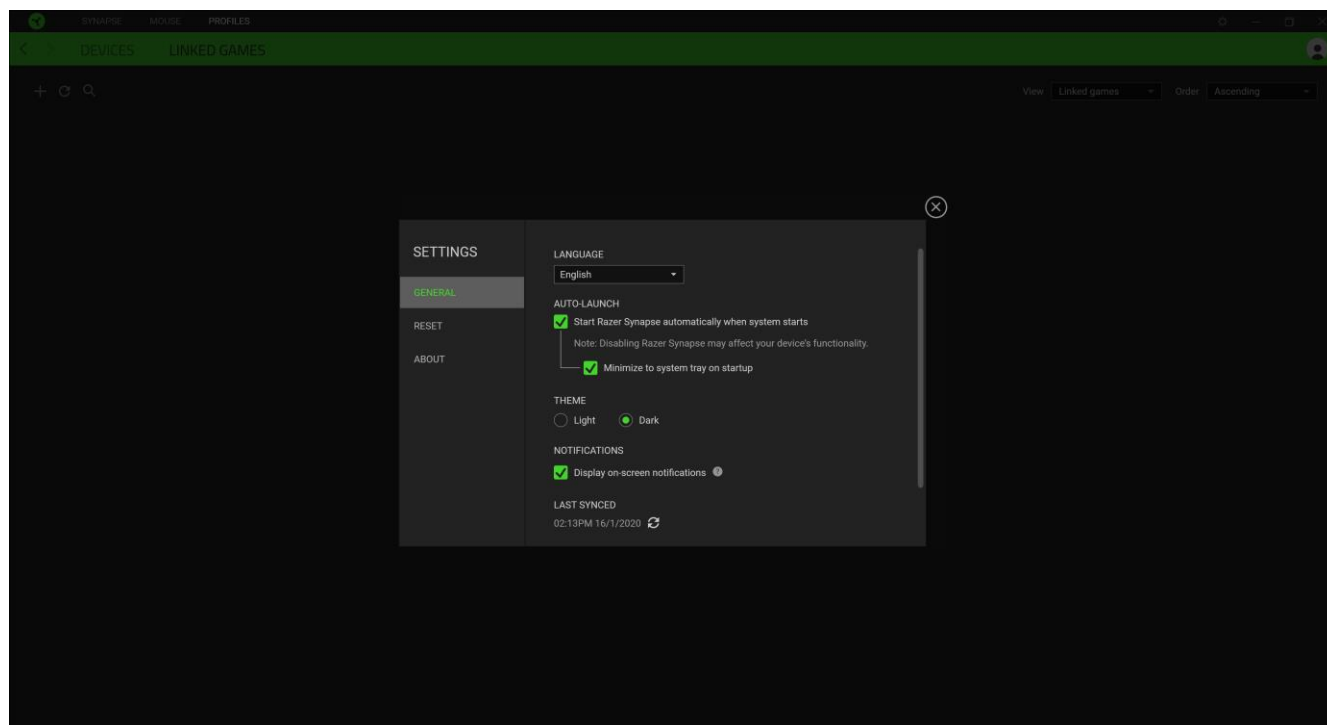 SYNAPSE MOUSE PROFILES
DEVICES LINKED GAMES
View Linked games Order Ascending
SETTINGS
GENERAL
RESET
ABOUT
LANGUAGE
English
AUTO-LAUNCH
Start Razer Synapse automatically when system starts
Note: Disabling Razer Synapse may affect your device's functionality.
Minimize to system tray on startup
THEME
Light Dark
NOTIFICATIONS
Display on-screen notifications
LAST SYNCED
02:13PM 16/1/2020